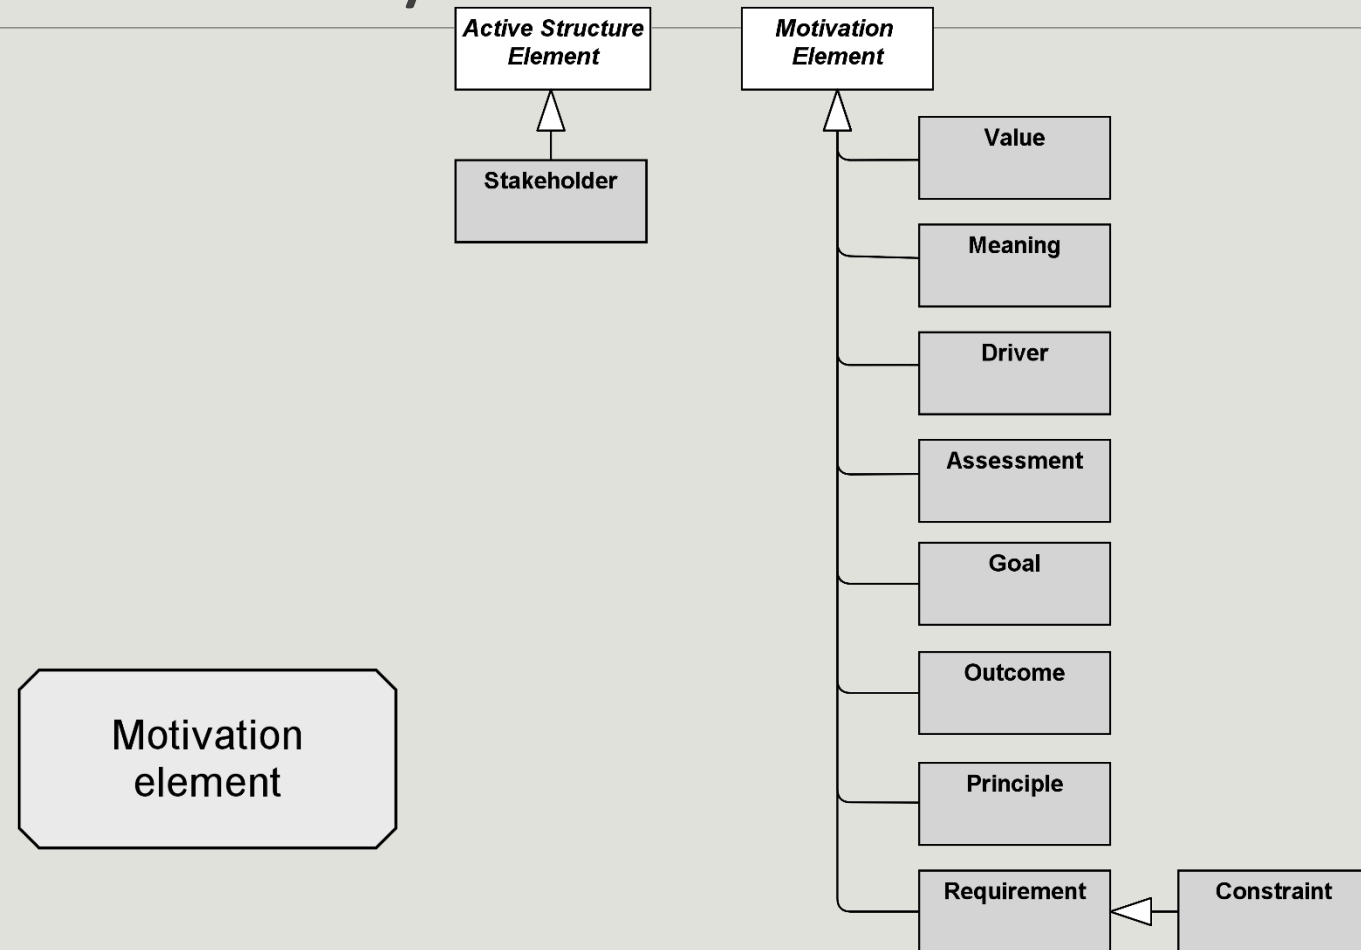 Active Structure
Element
Motivation
Element
Stakeholder
Value
Meaning
Driver
Assessment
Goal
Outcome
Principle
Requirement
Constraint
Motivation
element